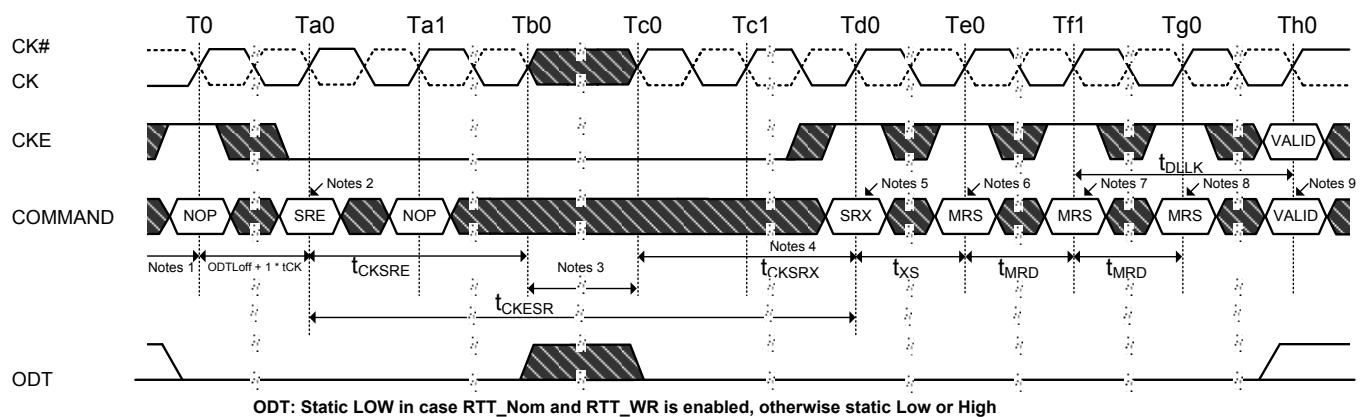 T0 Ta0 Ta1 Tb0 Tc0 Tc1 Td0 Te0 Tf1 Tg0 Th0
CK#
CK
CKE VALID
tDLLK
Notes 2 Notes 5 Notes 6 Notes 7 Notes 8 Notes 9
COMMAND NOP SRE NOP SRX MRS MRS MRS VALID
Notes 1 ODTLoff + 1 * tCK tCKSRE Notes 3 Notes 4 tCKSRX tXS tMRD tMRD
tCKESR
ODT
ODT: Static LOW in case RTT_Nom and RTT_WR is enabled, otherwise static Low or High